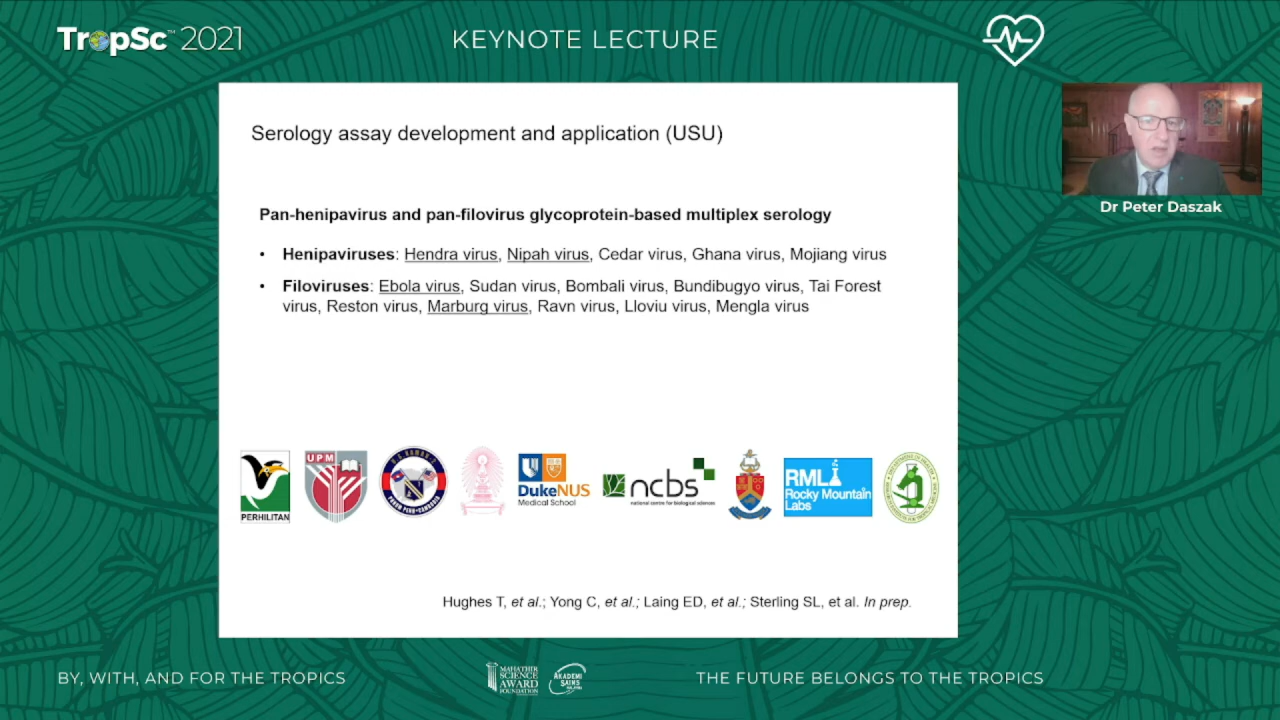 TropSc™ 2021
KEYNOTE LECTURE
Serology assay development and application (USU)
Pan-henipavirus and pan-filovirus glycoprotein-based multiplex serology
• Henipaviruses: Hendra virus, Nipah virus, Cedar virus, Ghana virus, Mojiang virus
• Filoviruses: Ebola virus, Sudan virus, Bombali virus, Bundibugyo virus, Tai Forest
virus, Reston virus, Marburg virus, Ravn virus, Lloviu virus, Mengla virus
Dr Peter Daszak
PERHILITAN
UPM
DukeNUS
Medical School
ncbs
national centre for biological sciences
RML
Rocky Mountain
Labs
Hughes T, et al.; Yong C, et al.; Laing ED, et al.; Sterling SL, et al. In prep.
BY, WITH, AND FOR THE TROPICS
MAHATHIR
SCIENCE
AWARD
FOUNDATION
AKADEMI
SAINS
THE FUTURE BELONGS TO THE TROPICS